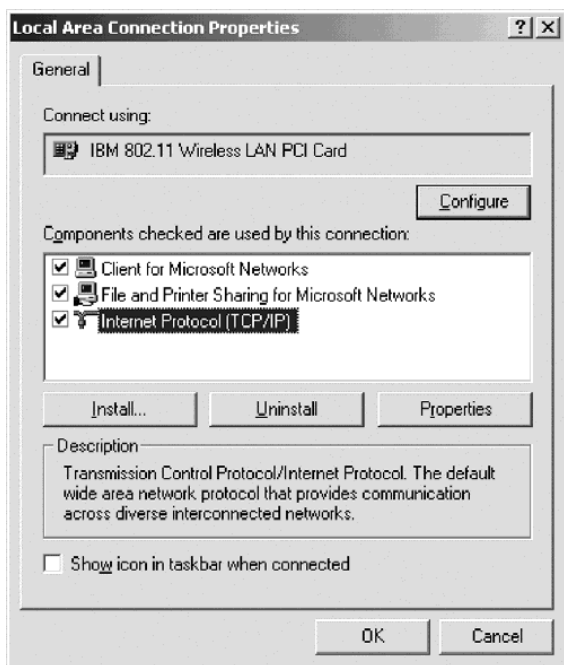 Local Area Connection Properties
General
Connect using:
IBM 802.11 Wireless LAN PCI Card
Configure
Components checked are used by this connection:
Client for Microsoft Networks
File and Printer Sharing for Microsoft Networks
Internet Protocol (TCP/IP)
Install... Uninstall Properties
Description
Transmission Control Protocol/Internet Protocol. The default
wide area network protocol that provides communication
across diverse interconnected networks.
Show icon in taskbar when connected
OK Cancel